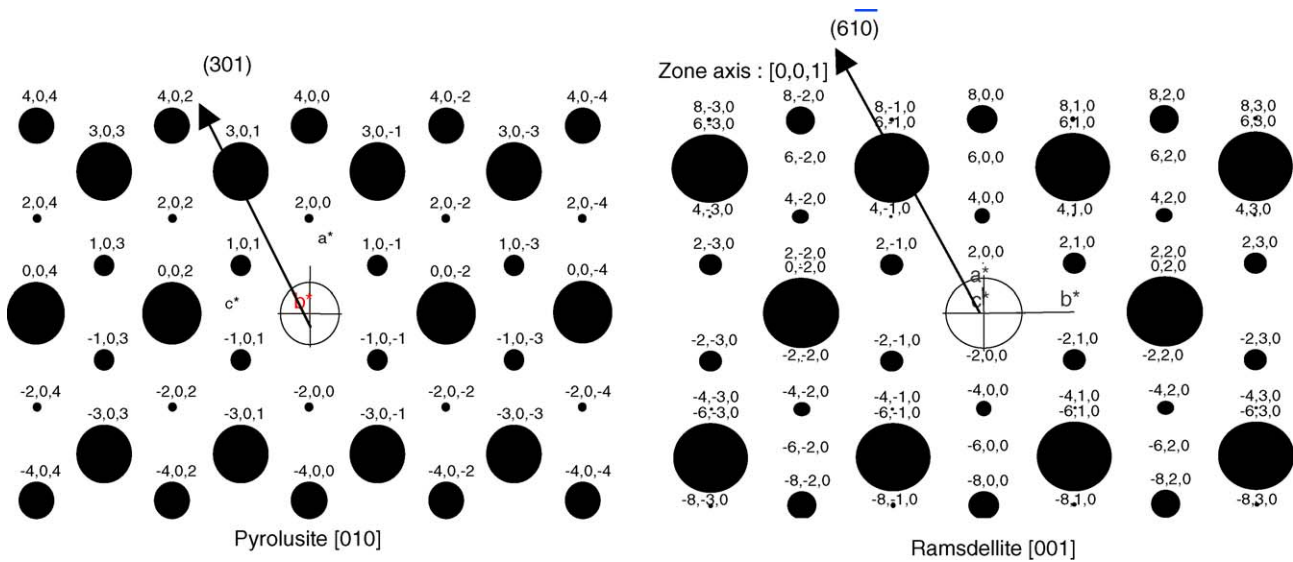 (301)
4,0,4 4,0,2 4,0,0 4,0,-2 4,0,-4
3,0,3 3,0,1 3,0,-1 3,0,-3
2,0,4 2,0,2 2,0,0 2,0,-2 2,0,-4
a*
1,0,3 1,0,1 1,0,-1 1,0,-3
0,0,4 0,0,2 0,0,-2 0,0,-4
c* b*
-1,0,3 -1,0,1 -1,0,-1 -1,0,-3
-2,0,4 -2,0,2 -2,0,0 -2,0,-2 -2,0,-4
-3,0,3 -3,0,1 -3,0,-1 -3,0,-3
-4,0,4 -4,0,2 -4,0,0 -4,0,-2 -4,0,-4
Pyrolusite [010]
(61̅0)
Zone axis : [0,0,1]
8,-3,0 8,-2,0 8,-1,0 8,0,0 8,1,0 8,2,0 8,3,0
6,-3,0 6,-1,0 6,1,0 6,3,0
6,-2,0 6,0,0 6,2,0
4,-2,0 4,0,0 4,2,0
4,-3,0 4,-1,0 4,1,0 4,3,0
2,-3,0 2,-1,0 2,1,0 2,3,0
2,-2,0 2,0,0 2,2,0
0,-2,0 0,2,0
a*
c* b*
-2,-3,0 -2,-2,0 -2,-1,0 -2,0,0 -2,1,0 -2,2,0 -2,3,0
-4,-3,0 -4,-2,0 -4,-1,0 -4,0,0 -4,1,0 -4,2,0 -4,3,0
-6,-3,0 -6,-1,0 -6,1,0 -6,3,0
-6,-2,0 -6,0,0 -6,2,0
-8,-2,0 -8,0,0 -8,2,0
-8,-3,0 -8,-1,0 -8,1,0 -8,3,0
Ramsdellite [001]